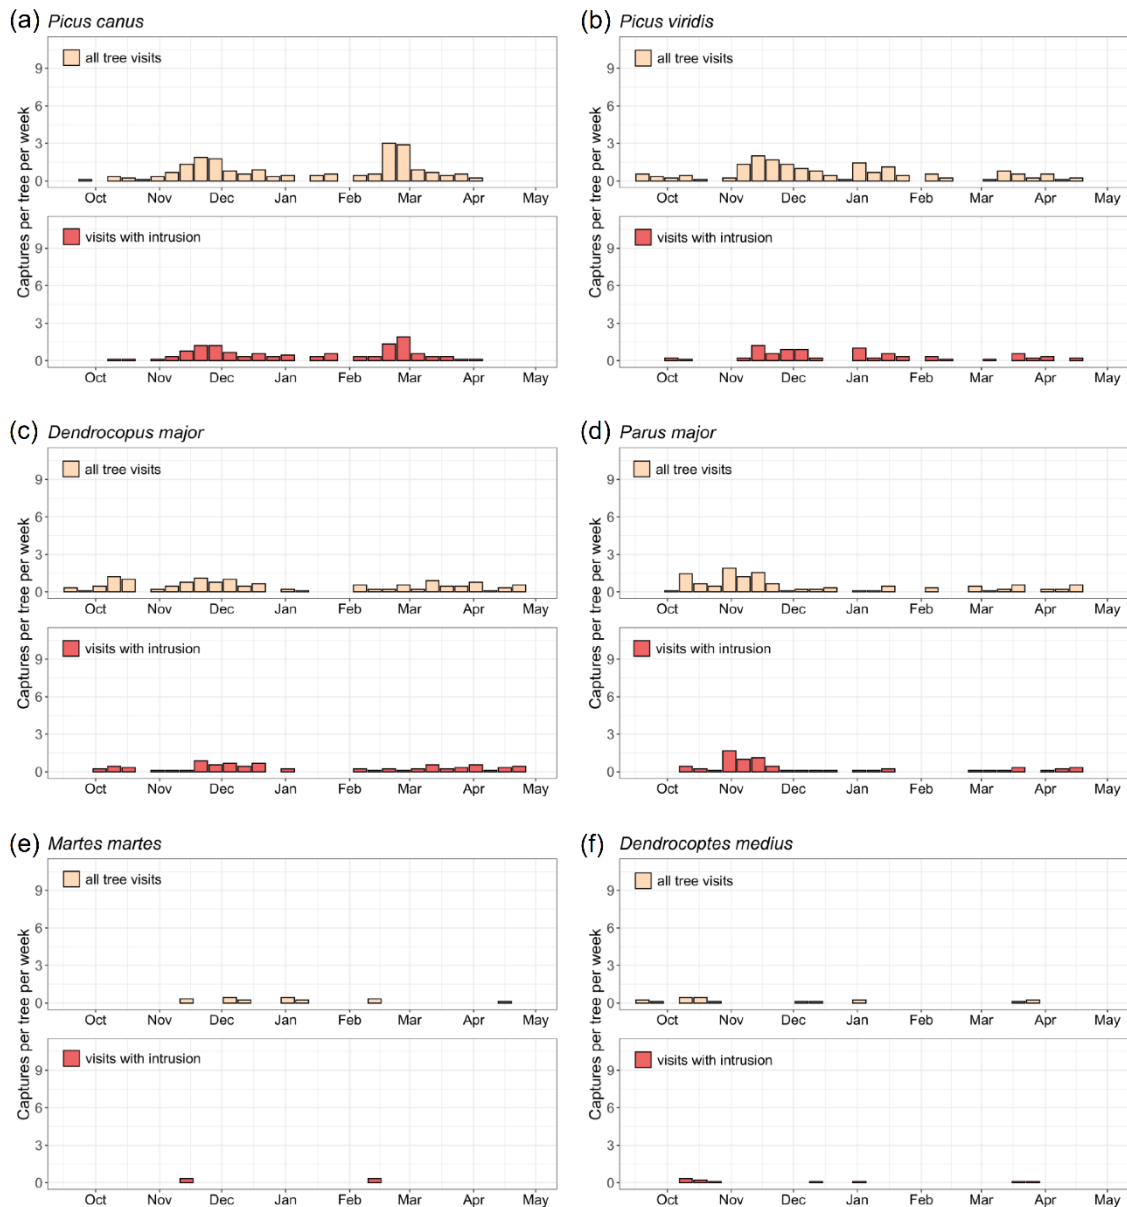 (a) Picus canus
all tree visits
9
6
3
0
Oct Nov Dec Jan Feb Mar Apr May
visits with intrusion
9
6
3
0
Oct Nov Dec Jan Feb Mar Apr May
Captures per tree per week
(b) Picus viridis
all tree visits
9
6
3
0
Oct Nov Dec Jan Feb Mar Apr May
visits with intrusion
9
6
3
0
Oct Nov Dec Jan Feb Mar Apr May
Captures per tree per week
(c) Dendrocopus major
all tree visits
9
6
3
0
Oct Nov Dec Jan Feb Mar Apr May
visits with intrusion
9
6
3
0
Oct Nov Dec Jan Feb Mar Apr May
Captures per tree per week
(d) Parus major
all tree visits
9
6
3
0
Oct Nov Dec Jan Feb Mar Apr May
visits with intrusion
9
6
3
0
Oct Nov Dec Jan Feb Mar Apr May
Captures per tree per week
(e) Martes martes
all tree visits
9
6
3
0
Oct Nov Dec Jan Feb Mar Apr May
visits with intrusion
9
6
3
0
Oct Nov Dec Jan Feb Mar Apr May
Captures per tree per week
(f) Dendrocoptes medius
all tree visits
9
6
3
0
Oct Nov Dec Jan Feb Mar Apr May
visits with intrusion
9
6
3
0
Oct Nov Dec Jan Feb Mar Apr May
Captures per tree per week